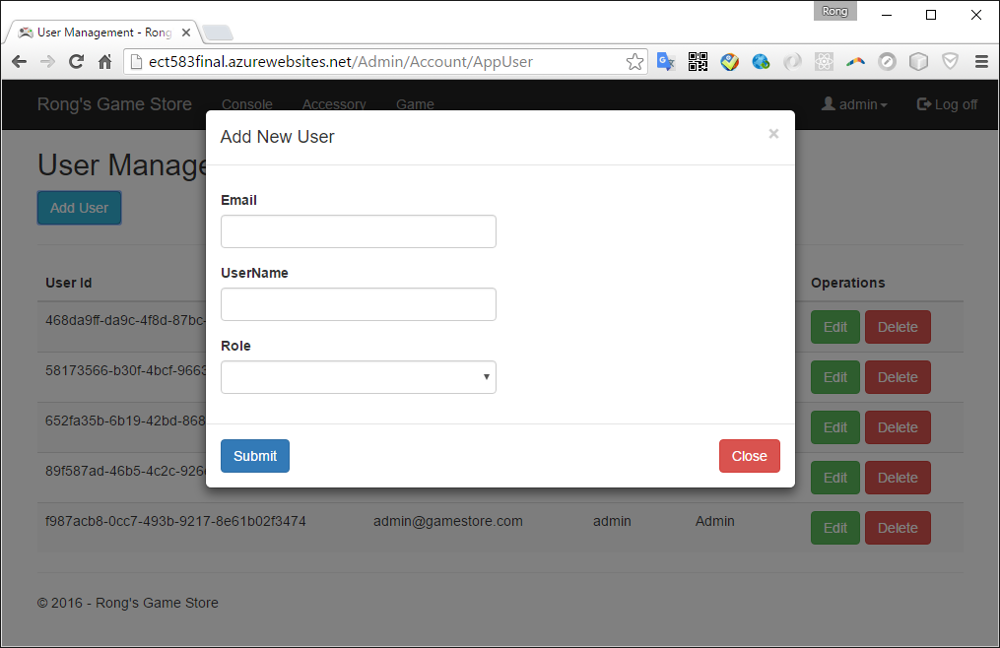 Rong
User Management - Rong
ect583final.azurewebsites.net/Admin/Account/AppUser
Rong's Game Store Console Accessory Game admin Log off
Add New User ×
User Manage
Add User
Email
UserName
Role
User Id Operations
468da9ff-da9c-4f8d-87bc- Edit Delete
58173566-b30f-4bcf-9663 Edit Delete
652fa35b-6b19-42bd-868 Edit Delete
89f587ad-46b5-4c2c-926 Edit Delete
Submit Close
f987acb8-0cc7-493b-9217-8e61b02f3474 admin@gamestore.com admin Admin Edit Delete
© 2016 - Rong's Game Store